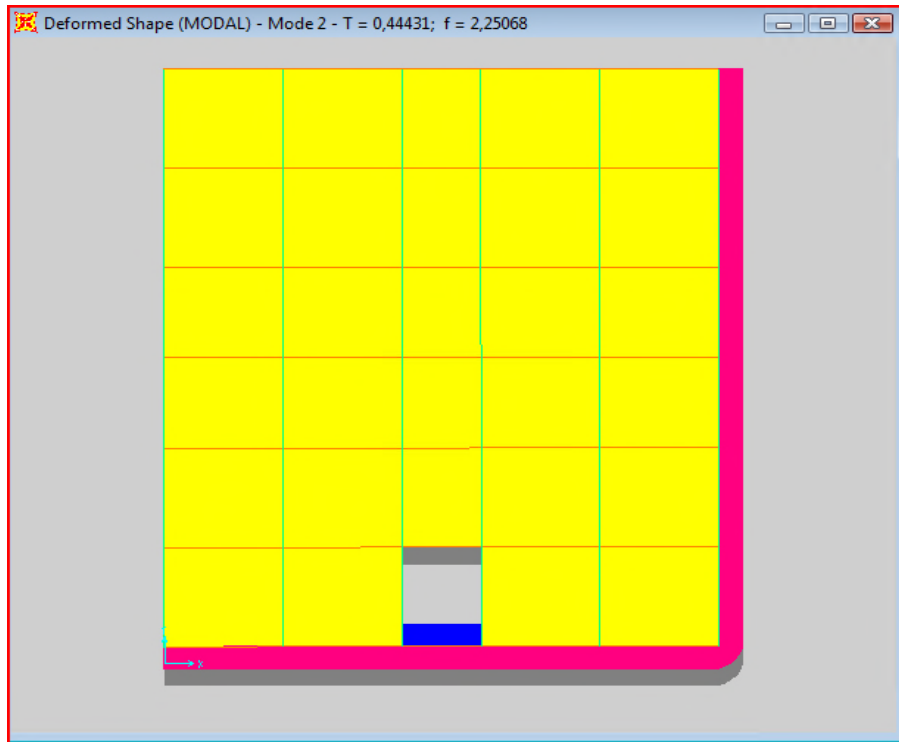 Deformed Shape (MODAL) - Mode 2 - T = 0,44431; f = 2,25068
X